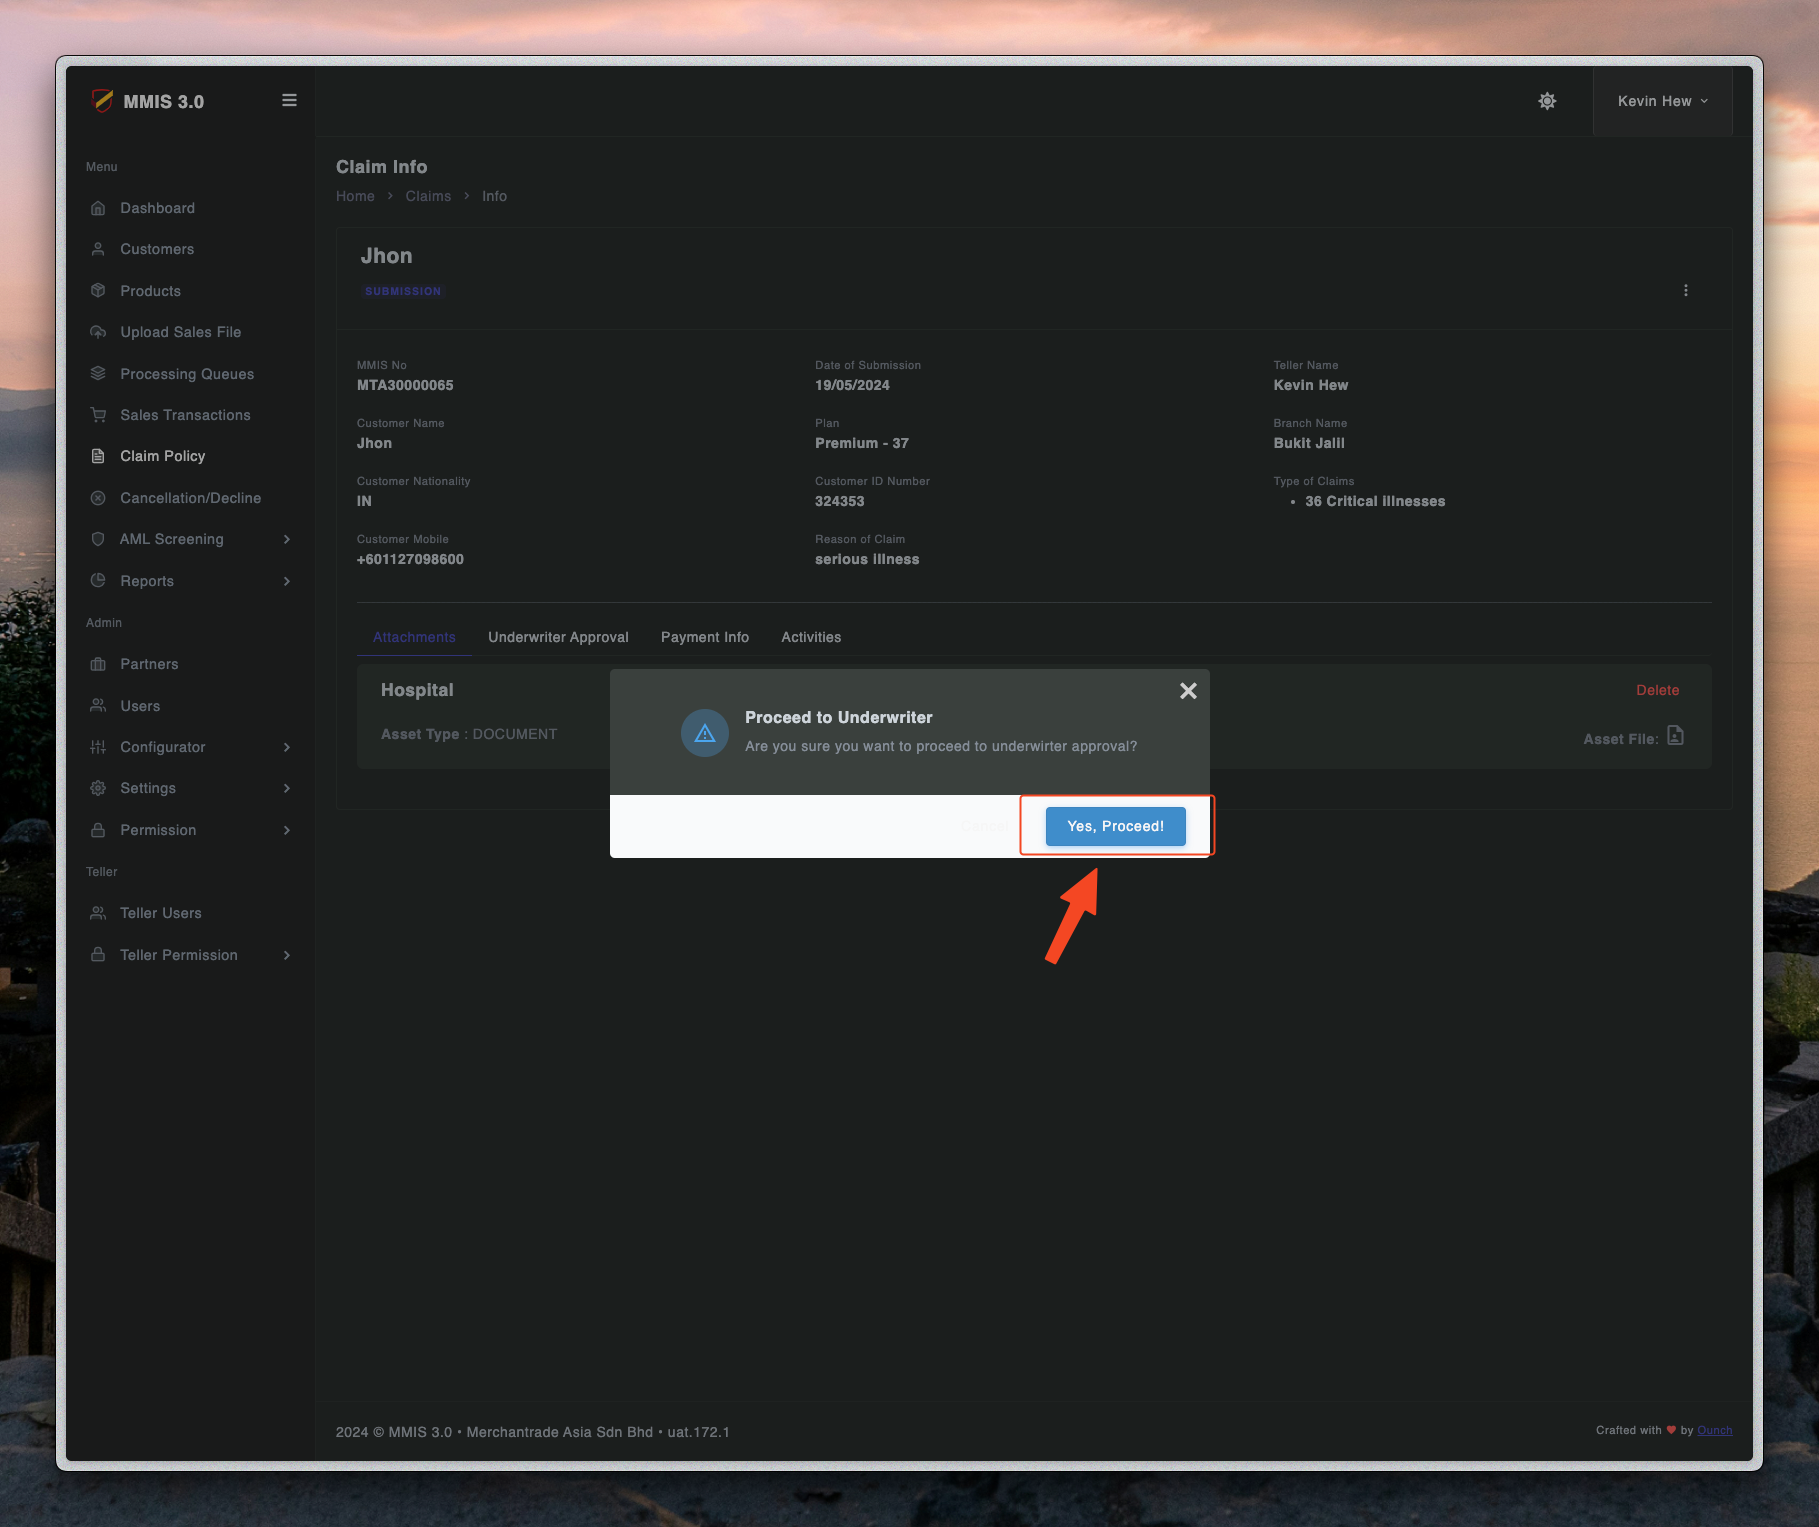 MMIS 3.0
Kevin Hew
Menu
Dashboard
Customers
Products
Upload Sales File
Processing Queues
Sales Transactions
Claim Policy
Cancellation/Decline
AML Screening
Reports
Admin
Partners
Users
Configurator
Settings
Permission
Teller
Teller Users
Teller Permission
Claim Info
Home > Claims > Info
Jhon
SUBMISSION
MMIS No
MTA30000065
Date of Submission
19/05/2024
Teller Name
Kevin Hew
Customer Name
Jhon
Plan
Premium - 37
Branch Name
Bukit Jalil
Customer Nationality
IN
Customer ID Number
324353
Type of Claims
• 36 Critical illnesses
Customer Mobile
+601127098600
Reason of Claim
serious illness
Attachments
Underwriter Approval
Payment Info
Activities
Hospital
Delete
Asset Type : DOCUMENT
Asset File:
Proceed to Underwriter
Are you sure you want to proceed to underwirter approval?
Cancel
Yes, Proceed!
2024 © MMIS 3.0 • Merchantrade Asia Sdn Bhd • uat.172.1
Crafted with ♥ by Qunch